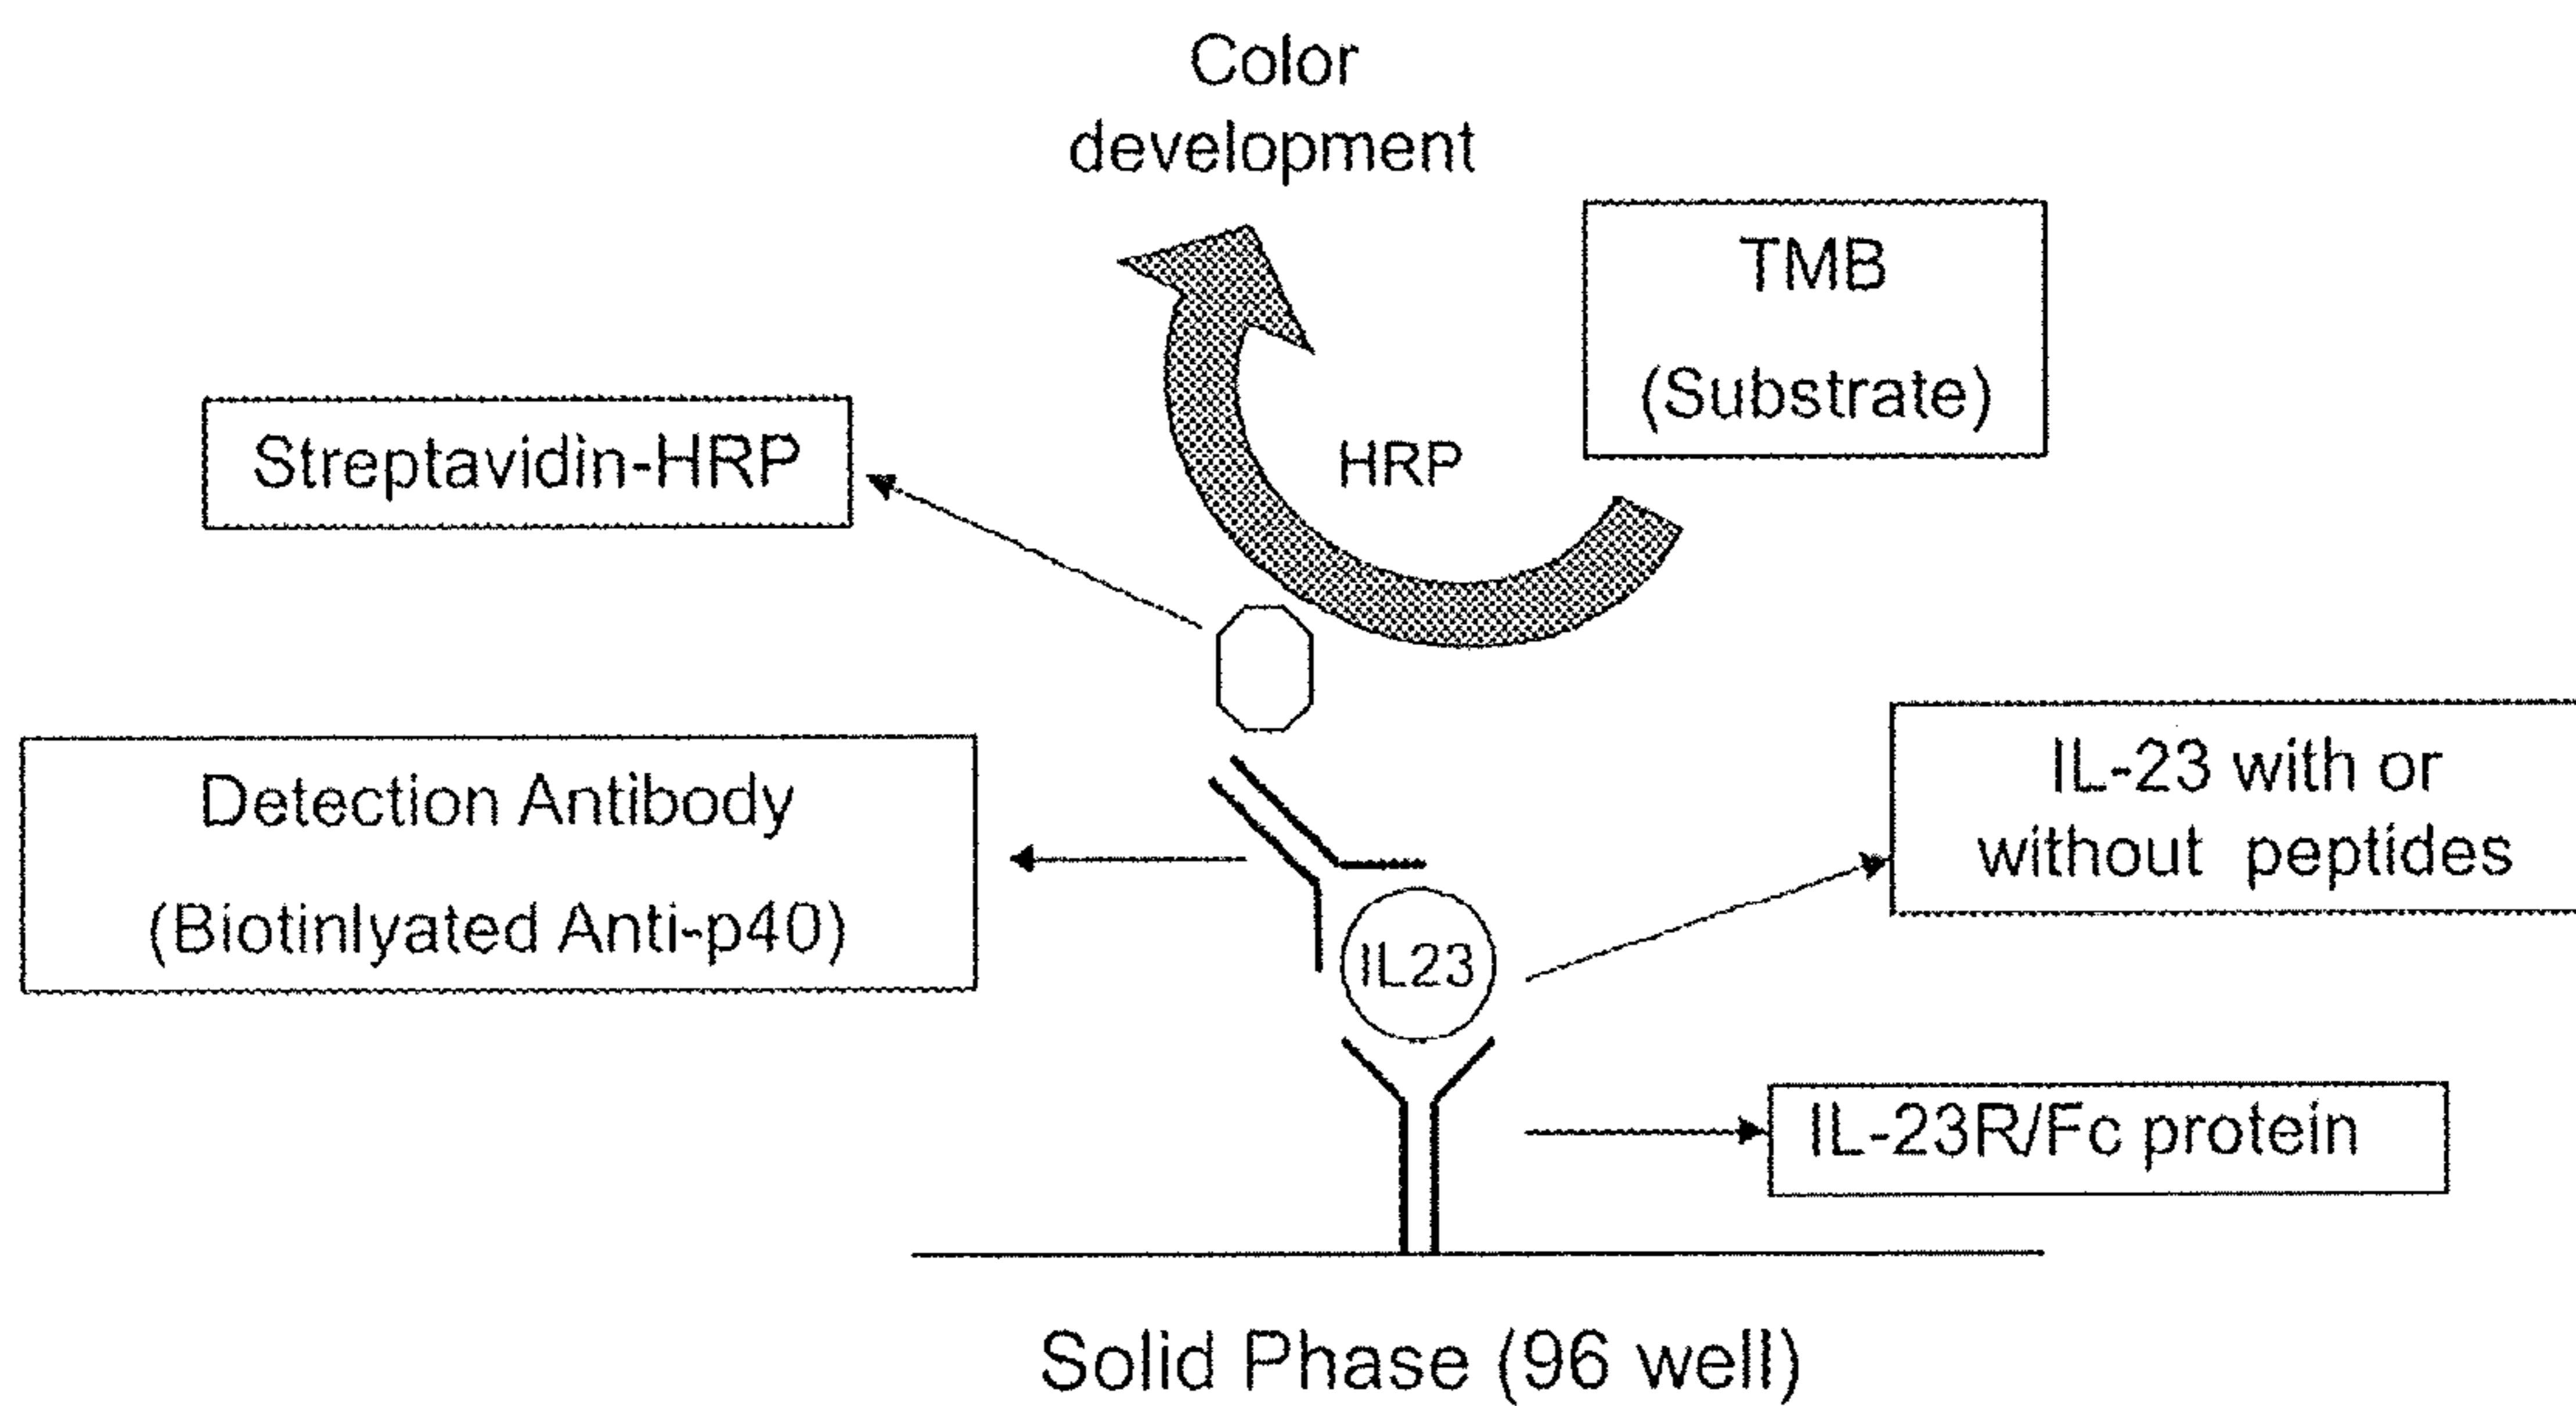 Color
development
TMB
(Substrate)
Streptavidin-HRP
HRP
Detection Antibody
(Biotinlyated Anti-p40)
IL-23 with or
without peptides
IL23
IL-23R/Fc protein
Solid Phase (96 well)